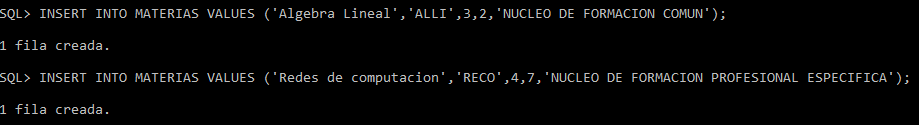 SQL> INSERT INTO MATERIAS VALUES ('Algebra Lineal','ALLI',3,2,'NUCLEO DE FORMACION COMUN');
1 fila creada.
SQL> INSERT INTO MATERIAS VALUES ('Redes de computacion','RECO',4,7,'NUCLEO DE FORMACION PROFESIONAL ESPECIFICA');
1 fila creada.